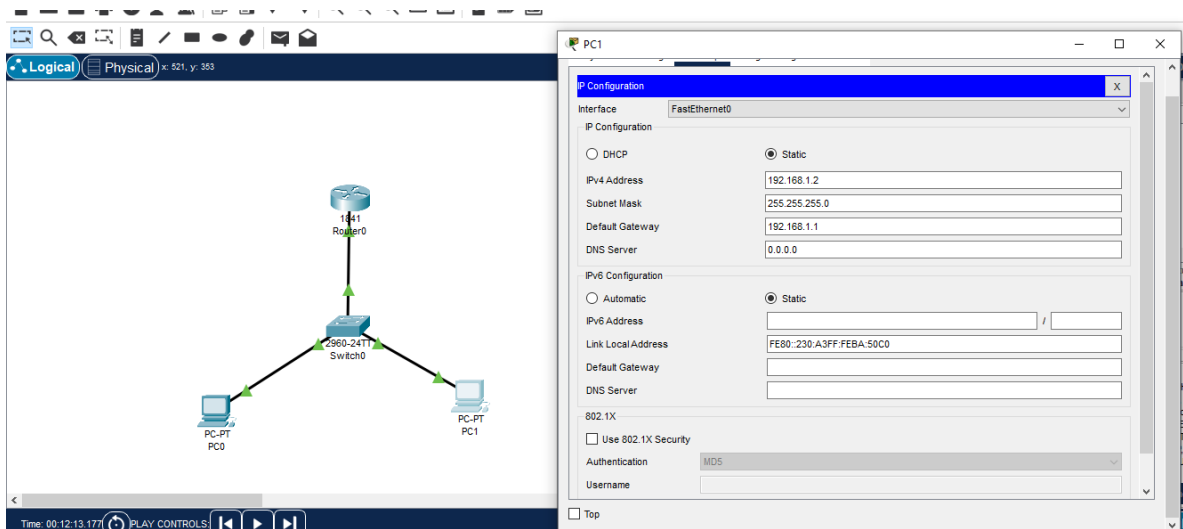 Logical
Physical
x: 521, y: 353
1841
Router0
2960-24TT
Switch0
PC-PT
PC0
PC-PT
PC1
Time: 00:12:13.177
PLAY CONTROLS:
PC1
IP Configuration
X
Interface
FastEthernet0
IP Configuration
DHCP
Static
IPv4 Address
192.168.1.2
Subnet Mask
255.255.255.0
Default Gateway
192.168.1.1
DNS Server
0.0.0.0
IPv6 Configuration
Automatic
Static
IPv6 Address
/
Link Local Address
FE80::230:A3FF:FEBA:50C0
Default Gateway
DNS Server
802.1X
Use 802.1X Security
Authentication
MD5
Username
Top